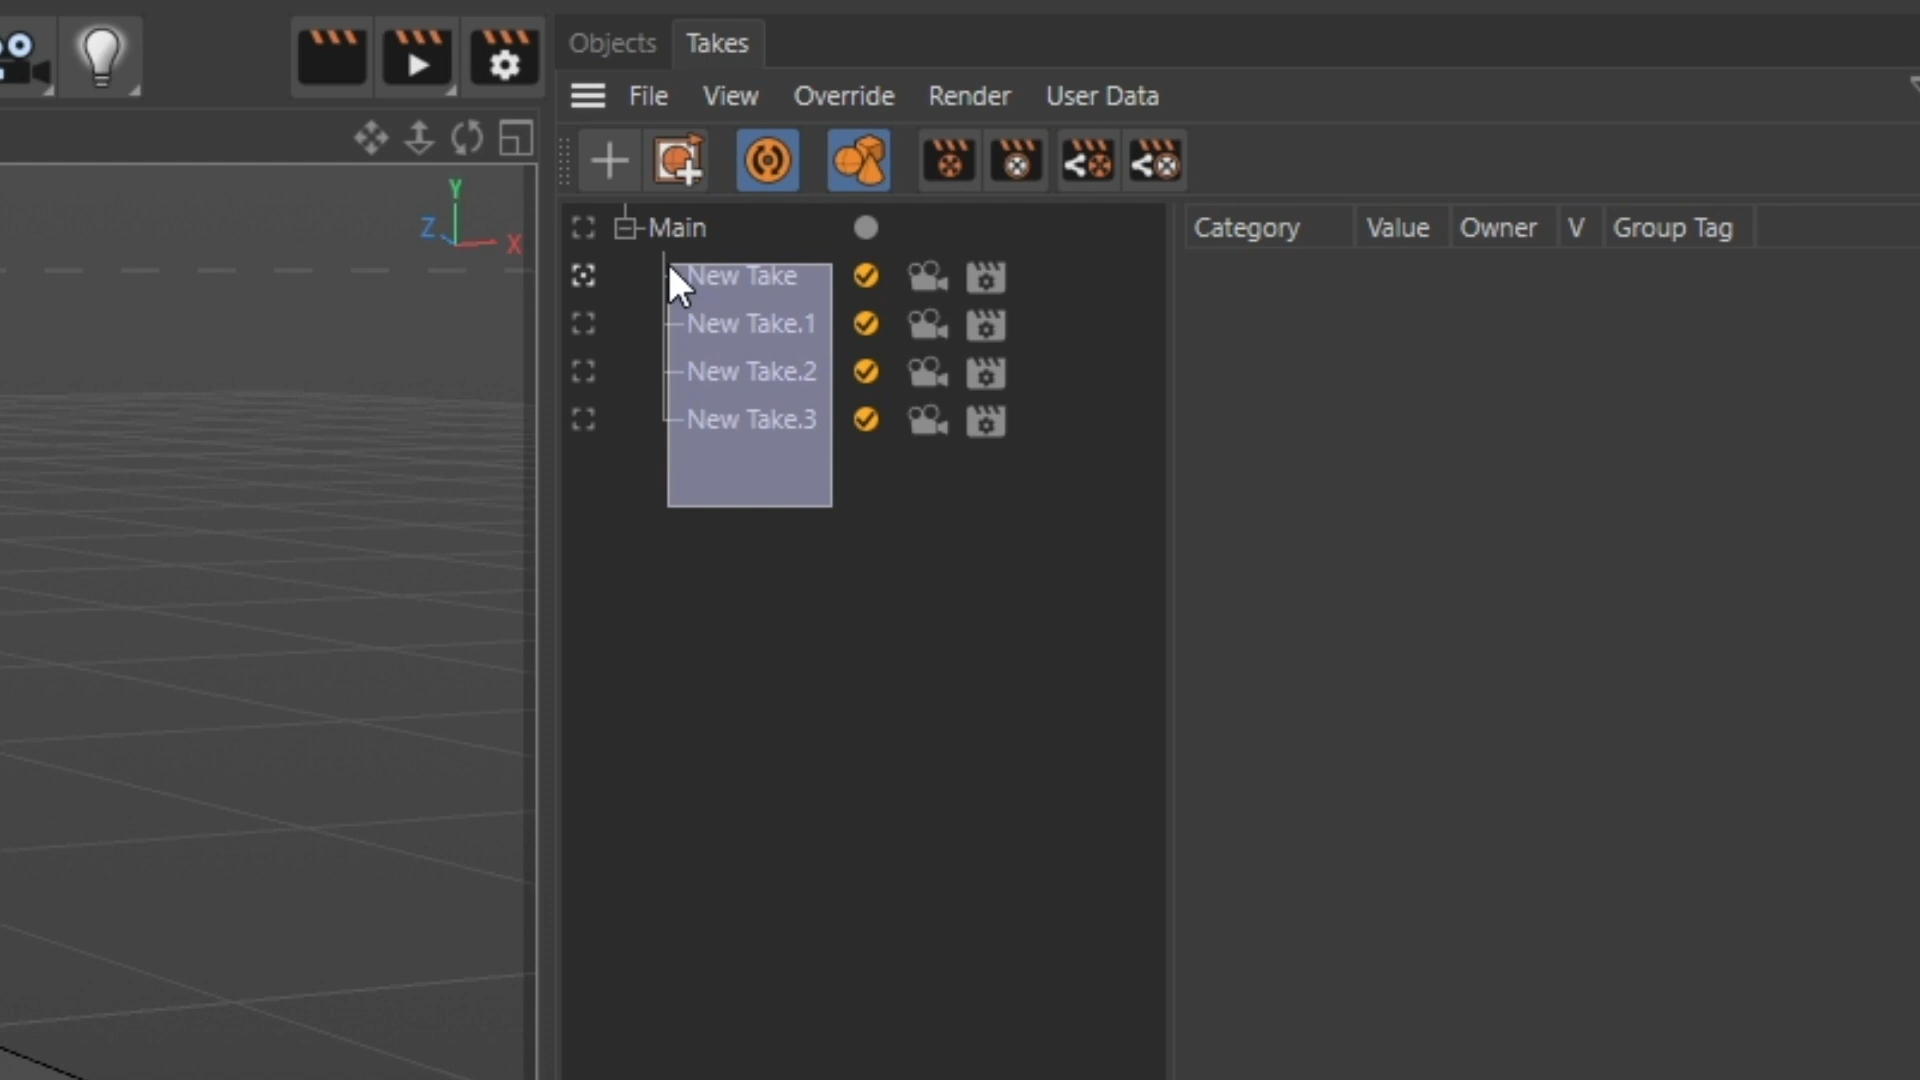 Objects Takes
File View Override Render User Data
Y
Z X
Main
Category Value Owner V Group Tag
New Take
New Take.1
New Take.2
New Take.3